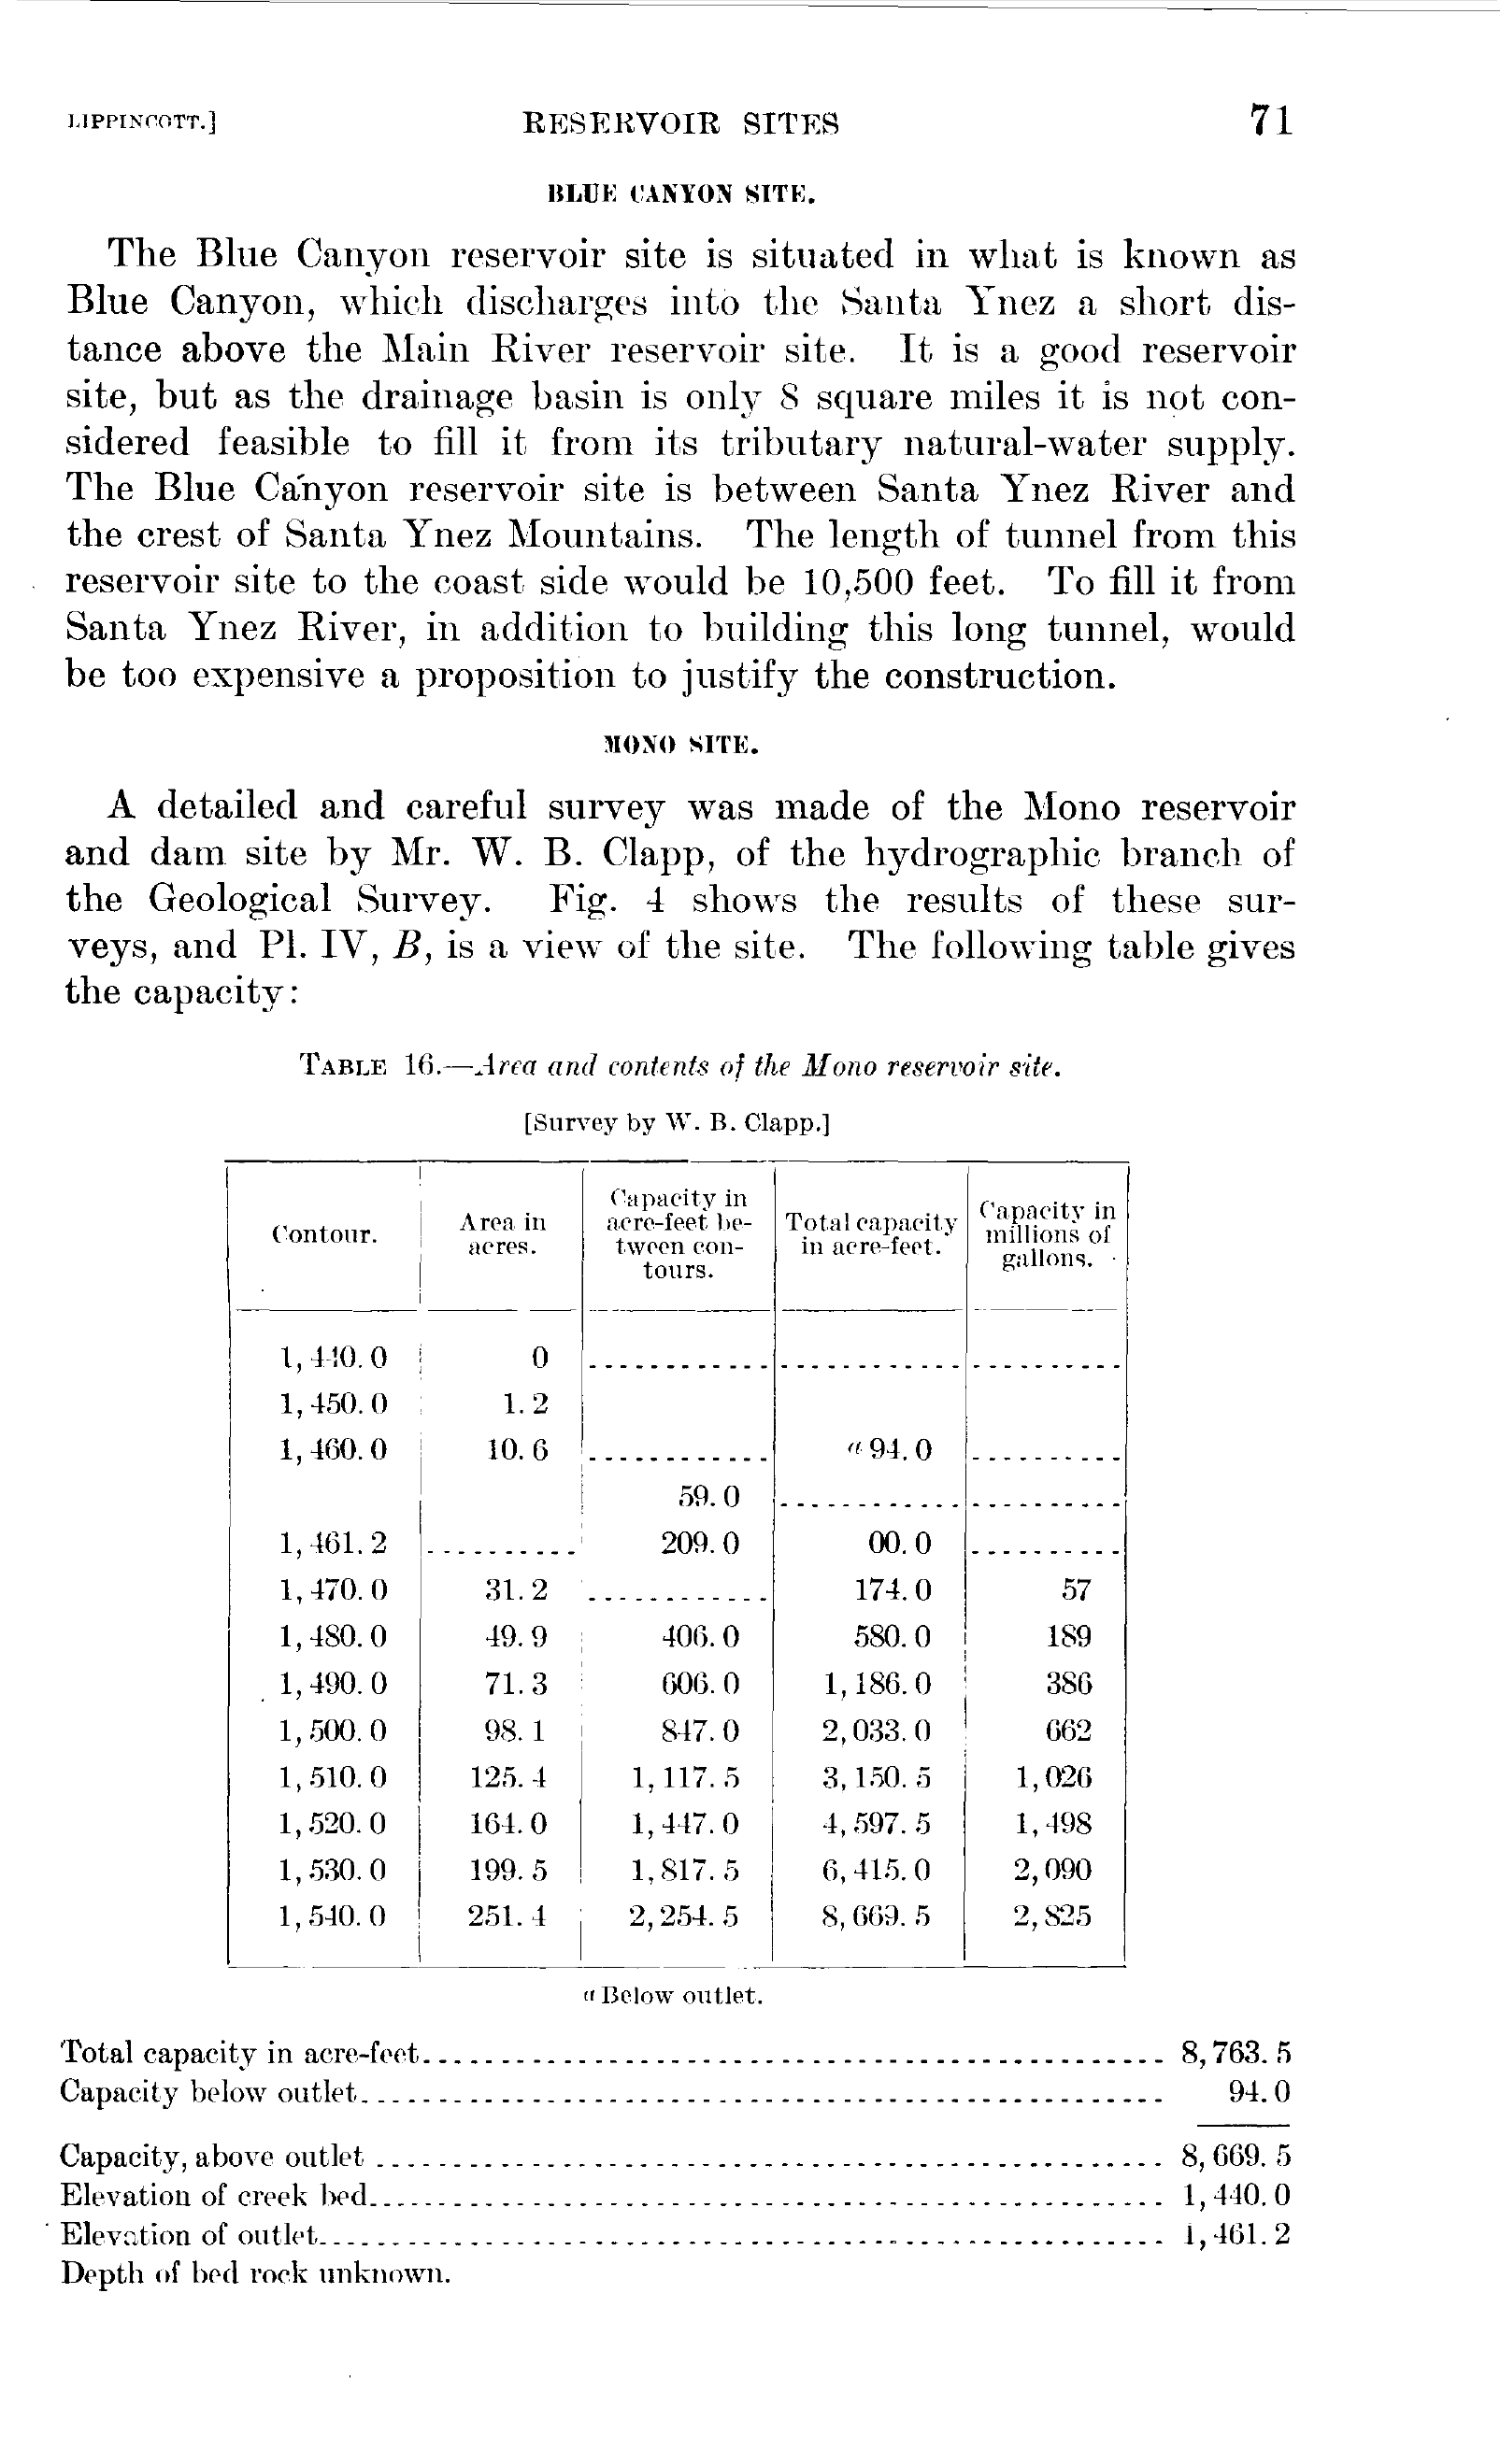 LIPPINCOTT.] RESERVOIR SITES 71
BLUE CANYON SITE.
The Blue Canyon reservoir site is situated in what is known as
Blue Canyon, which discharges into the Santa Ynez a short dis-
tance above the Main River reservoir site. It is a good reservoir
site, but as the drainage basin is only 8 square miles it is not con-
sidered feasible to fill it from its tributary natural-water supply.
The Blue Canyon reservoir site is between Santa Ynez River and
the crest of Santa Ynez Mountains. The length of tunnel from this
reservoir site to the coast side would be 10,500 feet. To fill it from
Santa Ynez River, in addition to building this long tunnel, would
be too expensive a proposition to justify the construction.
MONO SITE.
A detailed and careful survey was made of the Mono reservoir
and dam site by Mr. W. B. Clapp, of the hydrographic branch of
the Geological Survey. Fig. 4 shows the results of these sur-
veys, and Pl. IV, B, is a view of the site. The following table gives
the capacity:
TABLE 16.—Area and contents of the Mono reservoir site.
[Survey by W. B. Clapp.]
Contour. Area in acres. Capacity in acre-feet be-tween con-tours. Total capacity in acre-feet. Capacity in millions of gallons.
1,440.0 0
1,450.0 1.2
1,460.0 10.6 a 94.0
59.0
1,461.2 209.0 00.0
1,470.0 31.2 174.0 57
1,480.0 49.9 406.0 580.0 189
1,490.0 71.3 606.0 1,186.0 386
1,500.0 98.1 847.0 2,033.0 662
1,510.0 125.4 1,117.5 3,150.5 1,026
1,520.0 164.0 1,447.0 4,597.5 1,498
1,530.0 199.5 1,817.5 6,415.0 2,090
1,540.0 251.4 2,254.5 8,669.5 2,825
a Below outlet.
Total capacity in acre-feet 8,763.5
Capacity below outlet 94.0
Capacity, above outlet 8,669.5
Elevation of creek bed 1,440.0
Elevation of outlet 1,461.2
Depth of bed rock unknown.